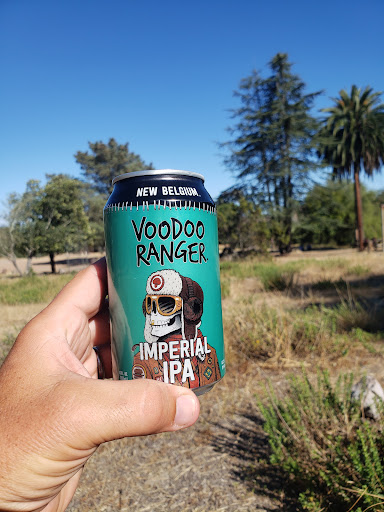 NEW BELGIUM
VOODOO
RANGER
IMPERIAL
IPA